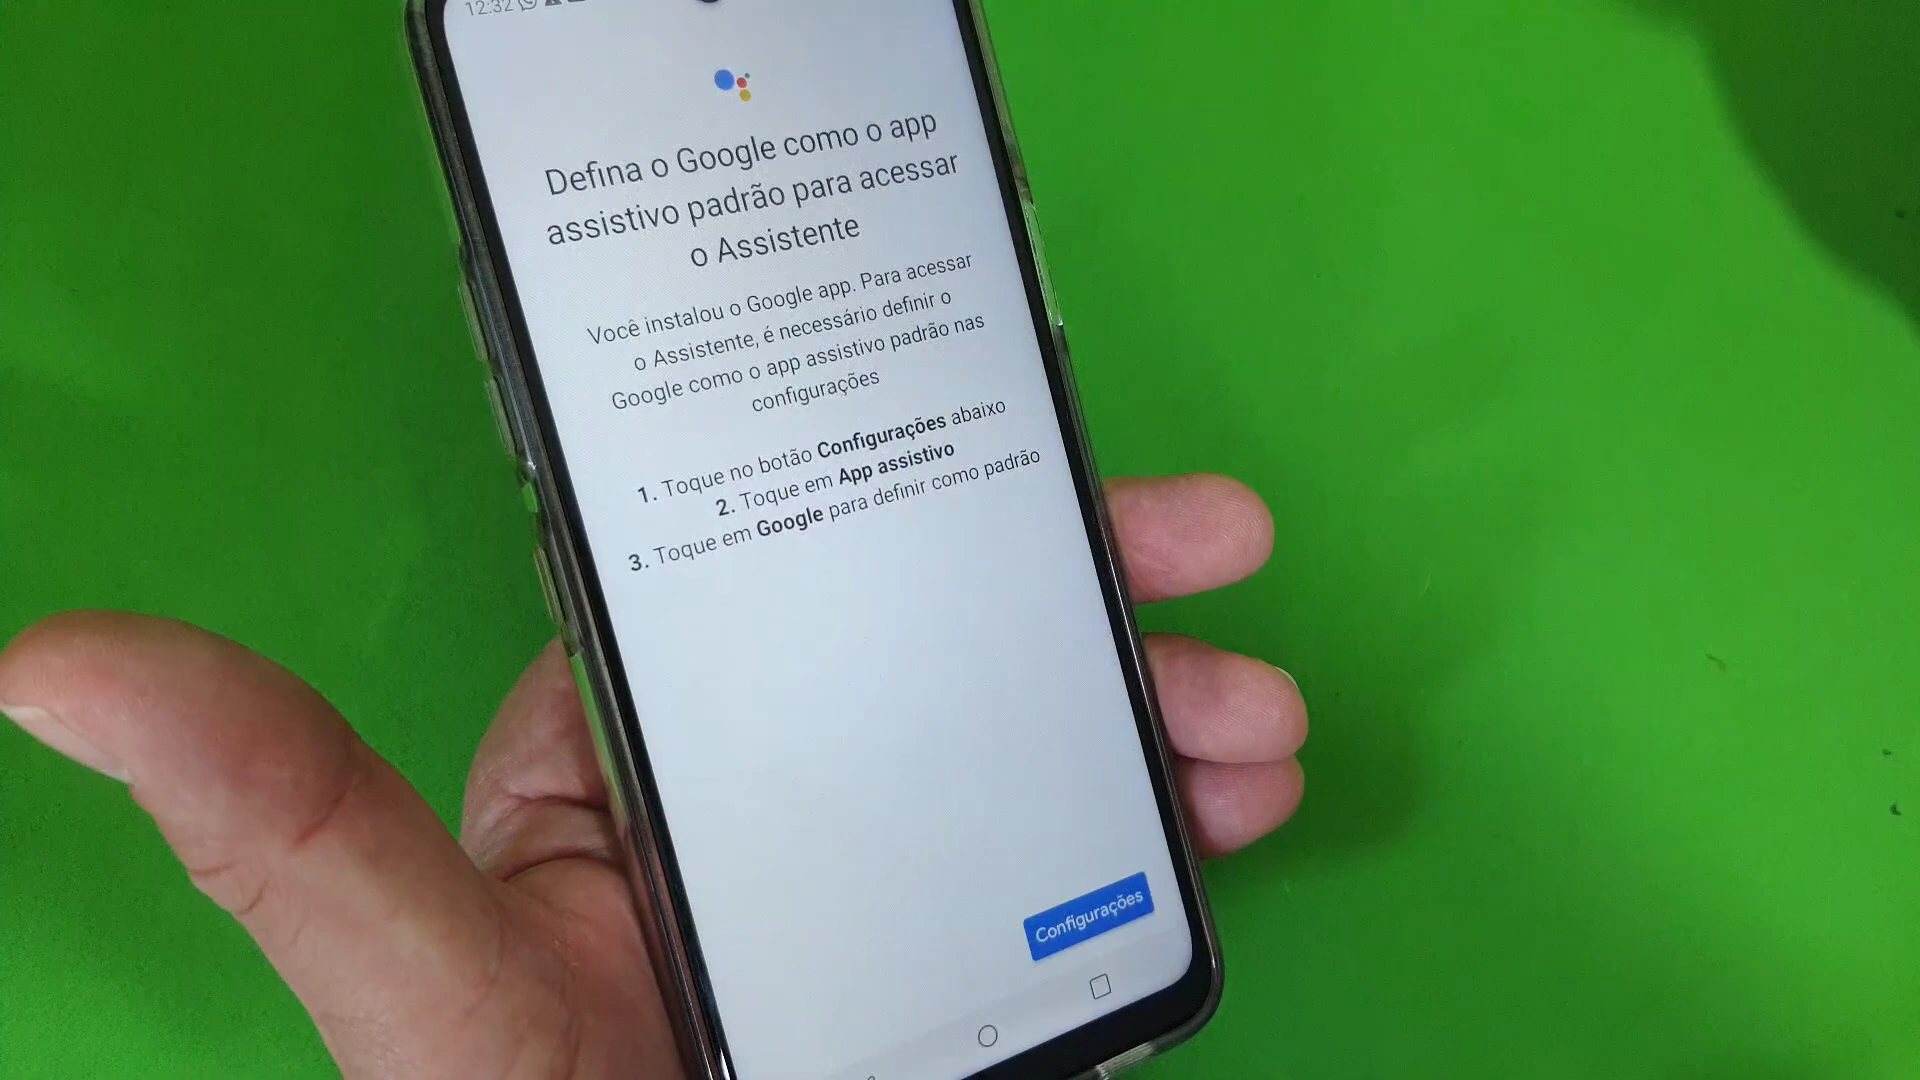 12:32
Defina o Google como o app
assistivo padrão para acessar
o Assistente
Você instalou o Google app. Para acessar
o Assistente, é necessário definir o
Google como o app assistivo padrão nas
configurações
1. Toque no botão Configurações abaixo
2. Toque em App assistivo
3. Toque em Google para definir como padrão
Configurações